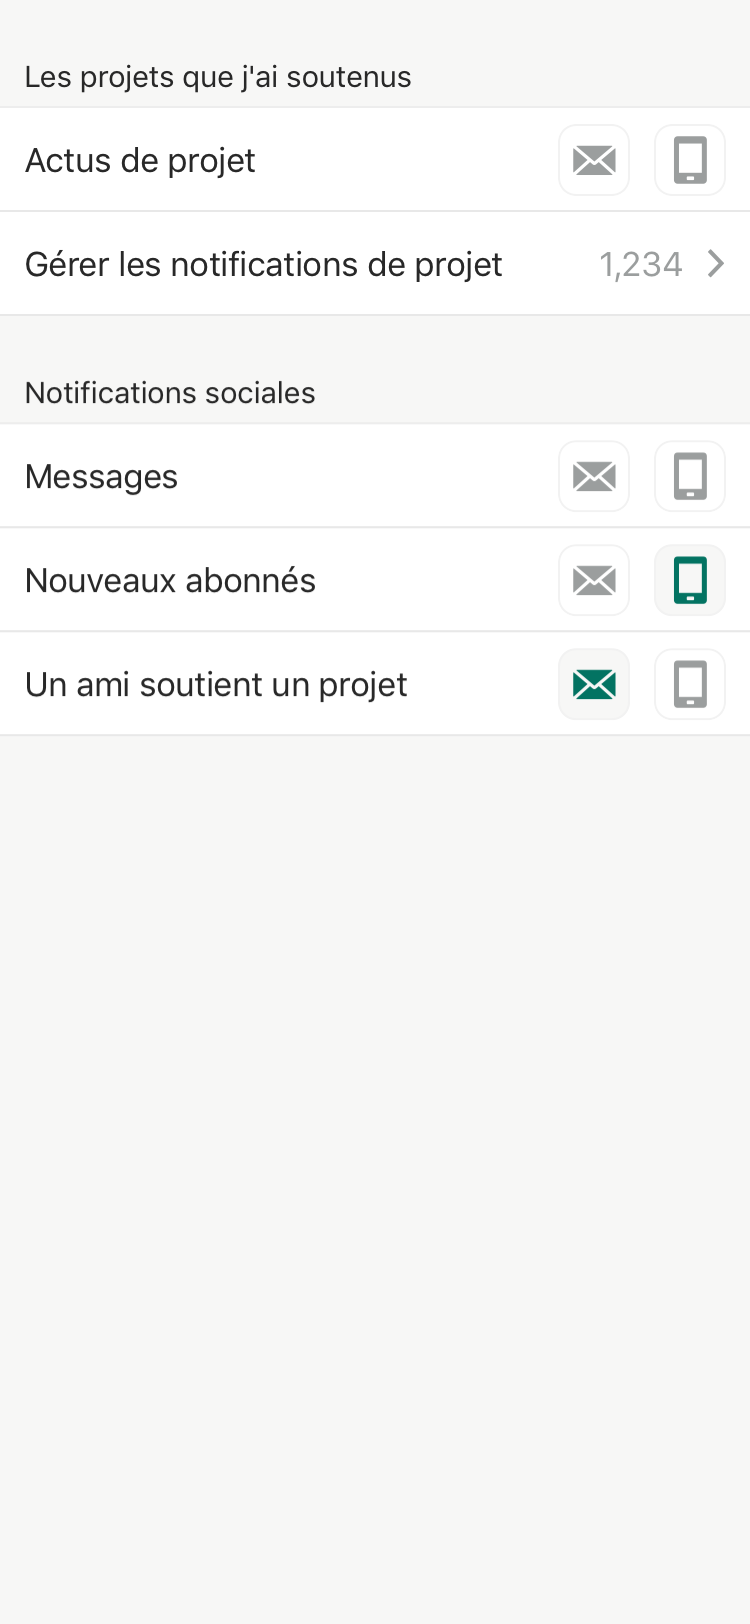 Les projets que j'ai soutenus
Actus de projet
Gérer les notifications de projet 1,234
Notifications sociales
Messages
Nouveaux abonnés
Un ami soutient un projet